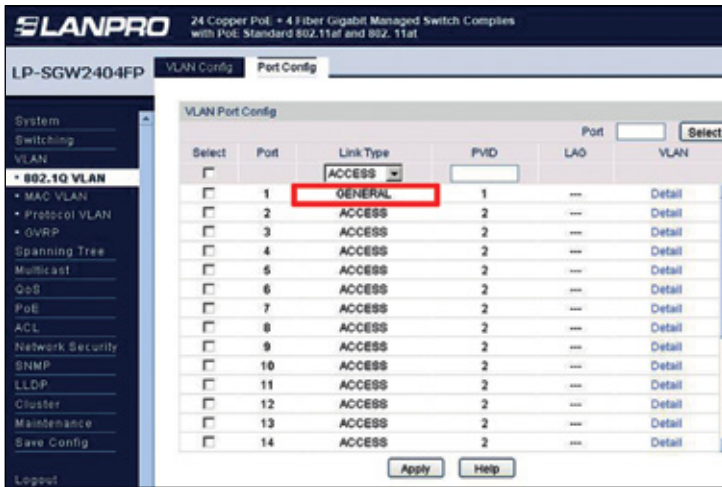 LANPRO
24 Copper PoE + 4 Fiber Gigabit Managed Switch Complies
with PoE Standard 802.11af and 802. 11at
LP-SGW2404FP
VLAN Config Port Config
System
Switching
VLAN
• 802.1Q VLAN
• MAC VLAN
• Protocol VLAN
• GVRP
Spanning Tree
Multicast
QoS
PoE
ACL
Network Security
SNMP
LLDP
Cluster
Maintenance
Save Config
Logout
VLAN Port Config
Port Select
Select Port Link Type PVID LAG VLAN
ACCESS
1 GENERAL 1 --- Detail
2 ACCESS 2 --- Detail
3 ACCESS 2 --- Detail
4 ACCESS 2 --- Detail
5 ACCESS 2 --- Detail
6 ACCESS 2 --- Detail
7 ACCESS 2 --- Detail
8 ACCESS 2 --- Detail
9 ACCESS 2 --- Detail
10 ACCESS 2 --- Detail
11 ACCESS 2 --- Detail
12 ACCESS 2 --- Detail
13 ACCESS 2 --- Detail
14 ACCESS 2 --- Detail
Apply Help